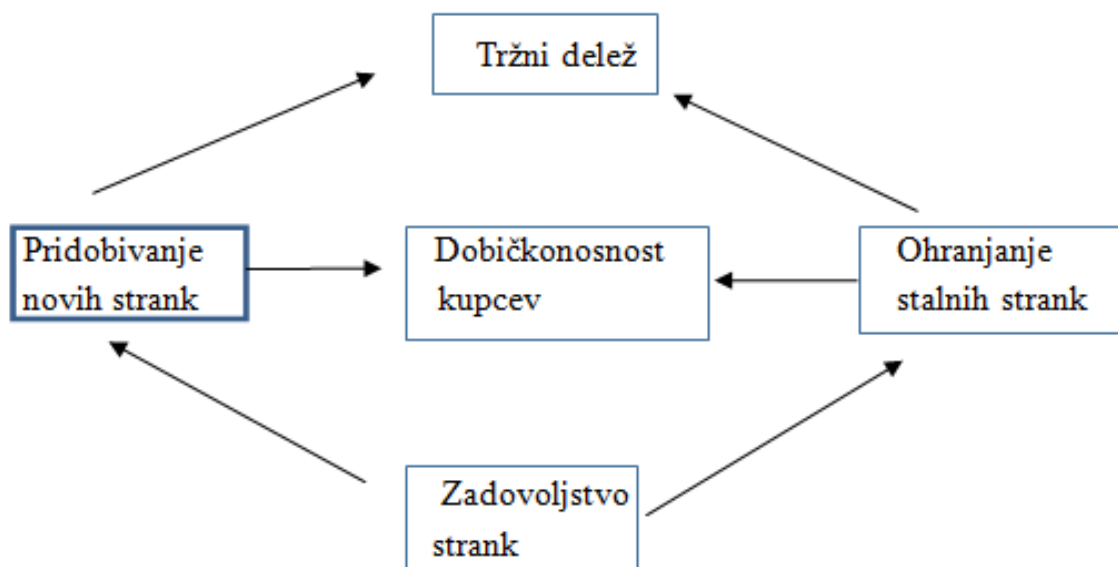 Tržni delež
Pridobivanje
novih strank
Dobičkonosnost
kupcev
Ohranjanje
stalnih strank
Zadovoljstvo
strank